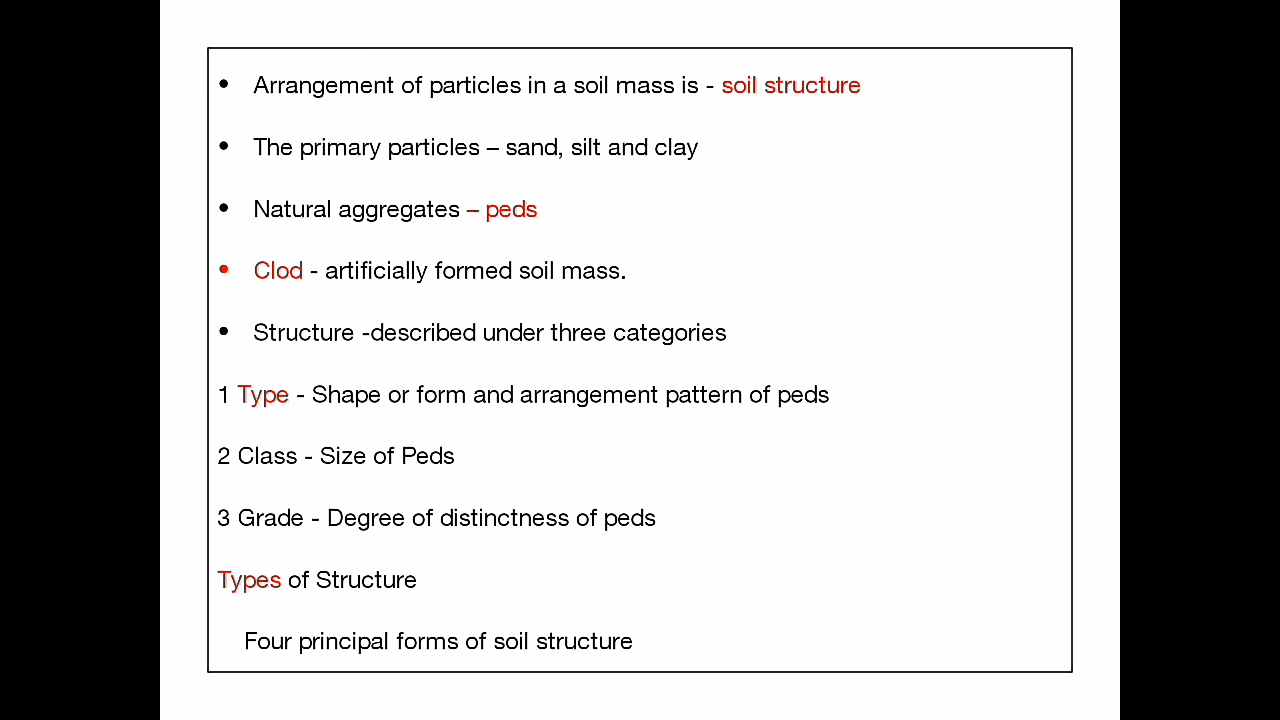 • Arrangement of particles in a soil mass is - soil structure
• The primary particles – sand, silt and clay
• Natural aggregates – peds
• Clod - artificially formed soil mass.
• Structure -described under three categories
1 Type - Shape or form and arrangement pattern of peds
2 Class - Size of Peds
3 Grade - Degree of distinctness of peds
Types of Structure
Four principal forms of soil structure